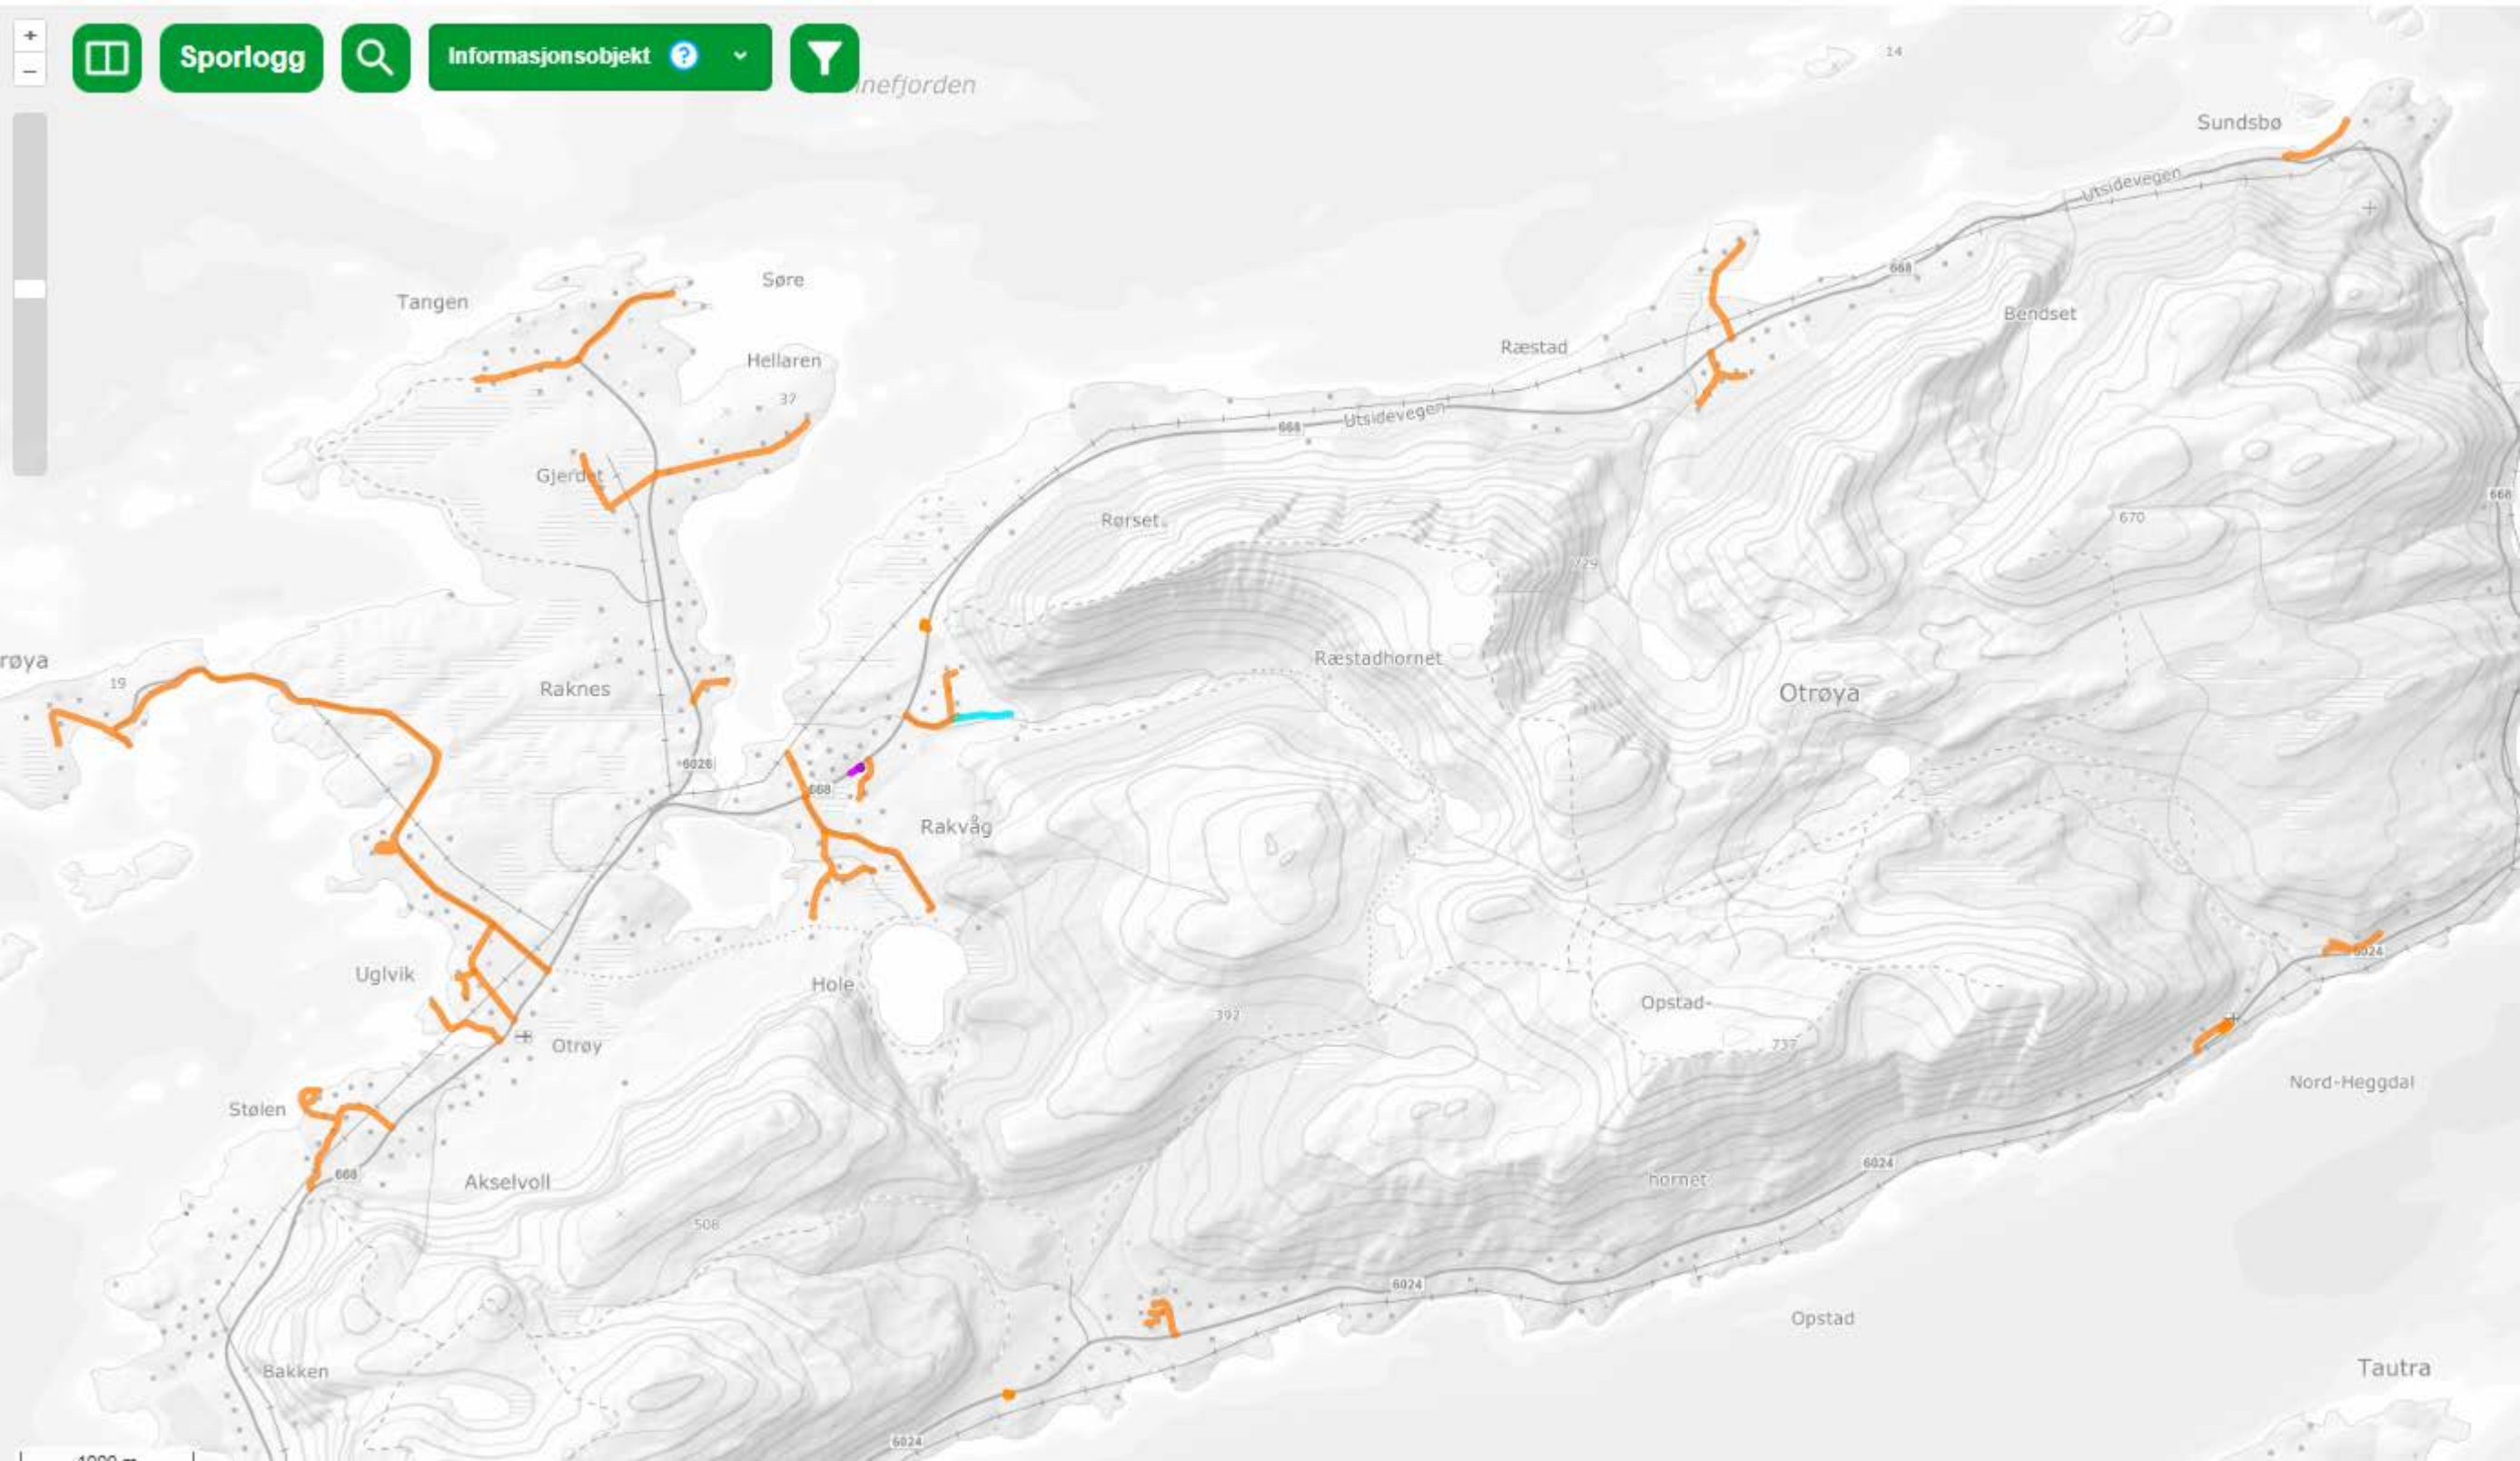 +
−
Sporlogg
Informasjonsobjekt ?
nefjorden
14
Sundsbø
Utsidevegen
668
Søre
Tangen
Bendset
Ræstad
Hellaren
37
668
Utsidevegen
Gjerdet
668
670
Rørset
729
røya
19
Ræstadhornet
Raknes
Otrøya
6026
668
Rakvåg
6024
Uglvik
Hole
Opstad-
392
737
Otrøy
Nord-Heggdal
Stølen
668
6024
Akselvoll
hornet
508
6024
Opstad
Bakken
Tautra
6024
1000 m